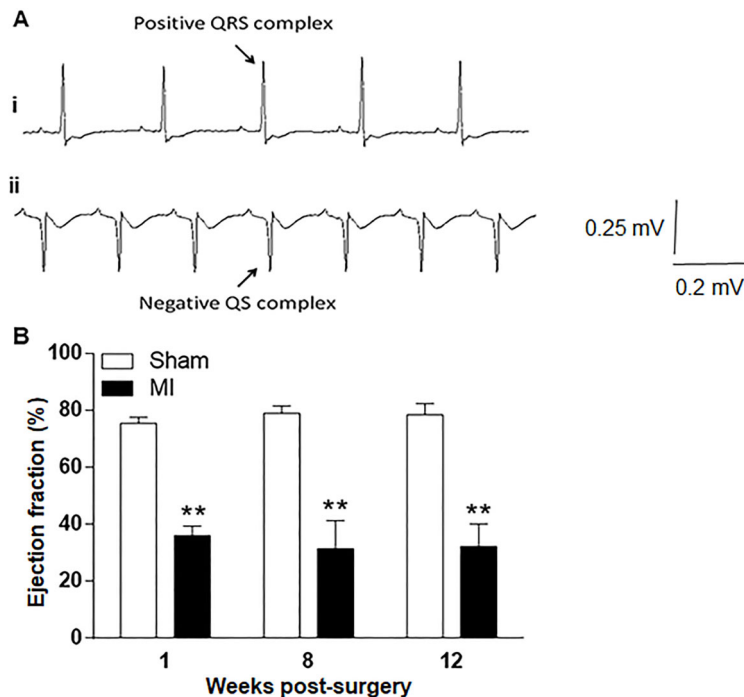 A
Positive QRS complex
i
ii
0.25 mV
0.2 mV
Negative QS complex
B
100
80
60
40
20
0
Ejection fraction (%)
Sham
MI
**
**
**
1
8
12
Weeks post-surgery